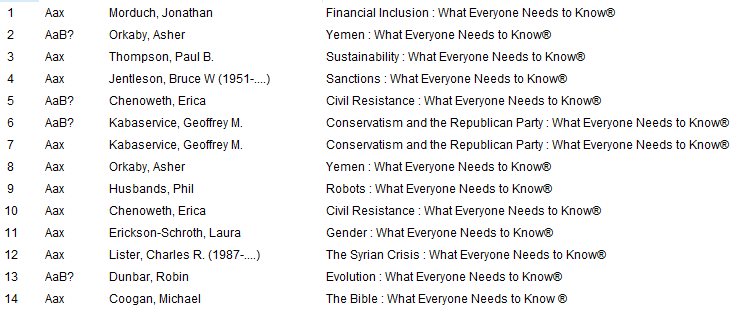 1 Aax Morduch, Jonathan Financial Inclusion : What Everyone Needs to Know®
2 AaB? Orkaby, Asher Yemen : What Everyone Needs to Know®
3 Aax Thompson, Paul B. Sustainability : What Everyone Needs to Know®
4 Aax Jentleson, Bruce W (1951-....) Sanctions : What Everyone Needs to Know®
5 AaB? Chenoweth, Erica Civil Resistance : What Everyone Needs to Know®
6 AaB? Kabaservice, Geoffrey M. Conservatism and the Republican Party : What Everyone Needs to Know®
7 Aax Kabaservice, Geoffrey M. Conservatism and the Republican Party : What Everyone Needs to Know®
8 Aax Orkaby, Asher Yemen : What Everyone Needs to Know®
9 Aax Husbands, Phil Robots : What Everyone Needs to Know®
10 Aax Chenoweth, Erica Civil Resistance : What Everyone Needs to Know®
11 Aax Erickson-Schroth, Laura Gender : What Everyone Needs to Know®
12 Aax Lister, Charles R. (1987-....) The Syrian Crisis : What Everyone Needs to Know®
13 AaB? Dunbar, Robin Evolution : What Everyone Needs to Know®
14 Aax Coogan, Michael The Bible : What Everyone Needs to Know ®